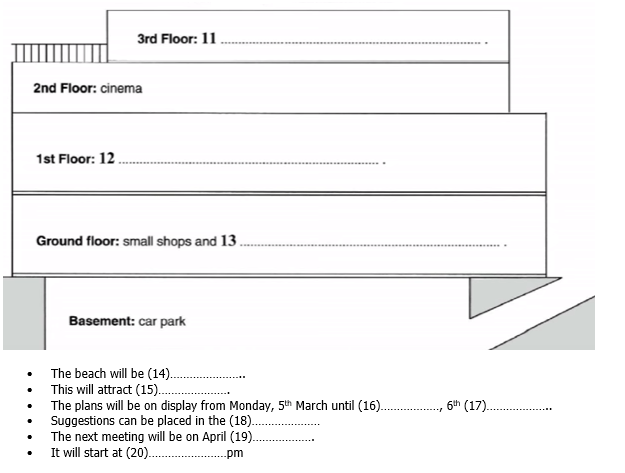 3rd Floor: 11 ........................................................ .
2nd Floor: cinema
1st Floor: 12 ........................................................ .
Ground floor: small shops and 13 ........................................................ .
Basement: car park
• The beach will be (14)........................
• This will attract (15)......................
• The plans will be on display from Monday, 5th March until (16).................., 6th (17)....................
• Suggestions can be placed in the (18)......................
• The next meeting will be on April (19)...................
• It will start at (20)........................pm